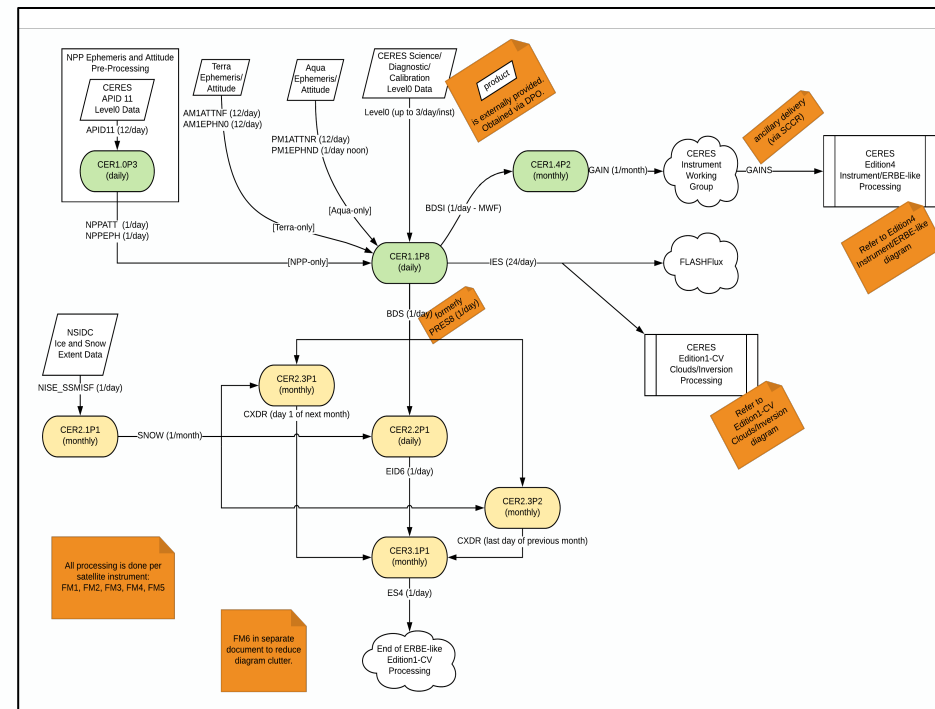 NPP Ephemeris and Attitude
Pre-Processing
CERES
APID 11
Level0 Data
APID11 (12/day)
CER1.0P3
(daily)
NPPATT (1/day)
NPPEPH (1/day)
Terra
Ephemeris/
Attitude
AM1ATTNF (12/day)
AM1EPHN0 (12/day)
[Terra-only]
Aqua
Ephemeris/
Attitude
PM1ATTNR (12/day)
PM1EPHND (1/day noon)
[Aqua-only]
CERES Science/
Diagnostic/
Calibration
Level0 Data
Level0 (up to 3/day/inst)
product
is externally provided.
Obtained via DPO.
CER1.4P2
(monthly)
GAIN (1/month)
CERES
Instrument
Working
Group
ancillary delivery
(via SCCR)
GAINS
CERES
Edition4
Instrument/ERBE-like
Processing
Refer to Edition4
Instrument/ERBE-like
diagram
BDSI (1/day - MWF)
[NPP-only]
CER1.1P8
(daily)
IES (24/day)
FLASHFlux
BDS (1/day)
formerly
PRES8 (1/day)
CERES
Edition1-CV
Clouds/Inversion
Processing
Refer to
Edition1-CV
Clouds/Inversion
diagram
NSIDC
Ice and Snow
Extent Data
NISE_SSMISF (1/day)
CER2.1P1
(monthly)
SNOW (1/month)
CER2.3P1
(monthly)
CXDR (day 1 of next month)
CER2.2P1
(daily)
EID6 (1/day)
CER2.3P2
(monthly)
CXDR (last day of previous month)
CER3.1P1
(monthly)
ES4 (1/day)
End of ERBE-like
Edition1-CV
Processing
All processing is done per
satellite instrument:
FM1, FM2, FM3, FM4, FM5
FM6 in separate
document to reduce
diagram clutter.